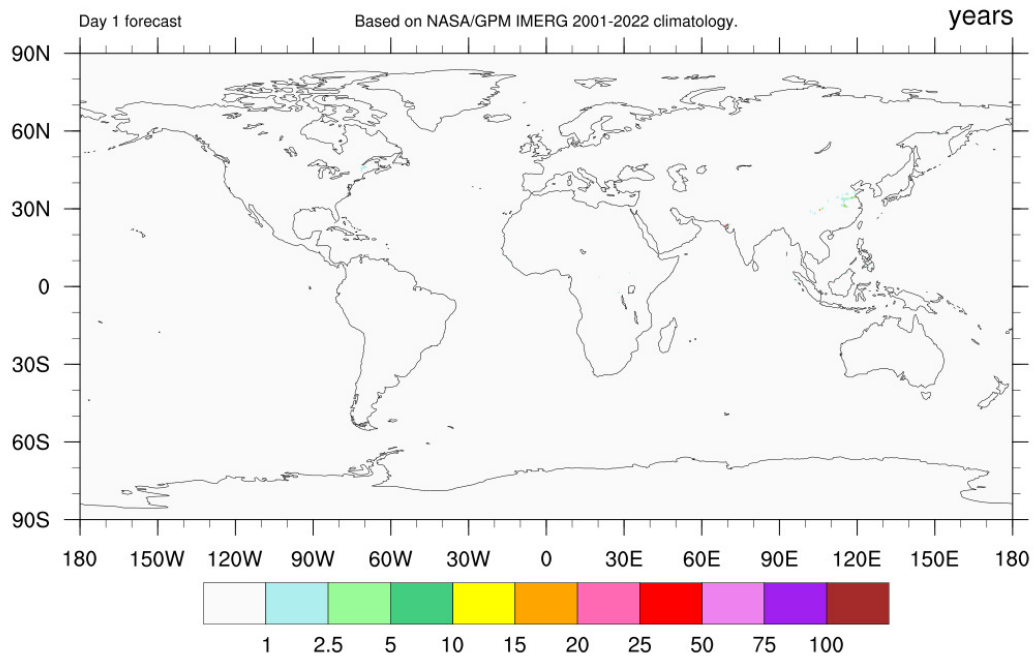 Day 1 forecast Based on NASA/GPM IMERG 2001-2022 climatology. years
90N
60N
30N
0
30S
60S
90S
180 150W 120W 90W 60W 30W 0 30E 60E 90E 120E 150E 180
1 2.5 5 10 15 20 25 50 75 100